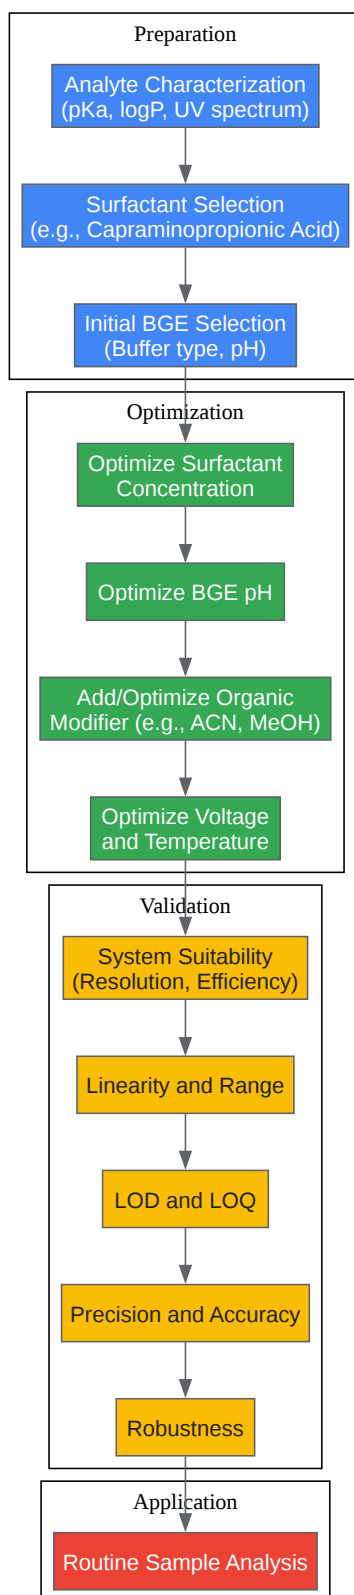 Preparation
Analyte Characterization
(pKa, logP, UV spectrum)
Surfactant Selection
(e.g., Capraminopropionic Acid)
Initial BGE Selection
(Buffer type, pH)
Optimization
Optimize Surfactant
Concentration
Optimize BGE pH
Add/Optimize Organic
Modifier (e.g., ACN, MeOH)
Optimize Voltage
and Temperature
Validation
System Suitability
(Resolution, Efficiency)
Linearity and Range
LOD and LOQ
Precision and Accuracy
Robustness
Application
Routine Sample Analysis